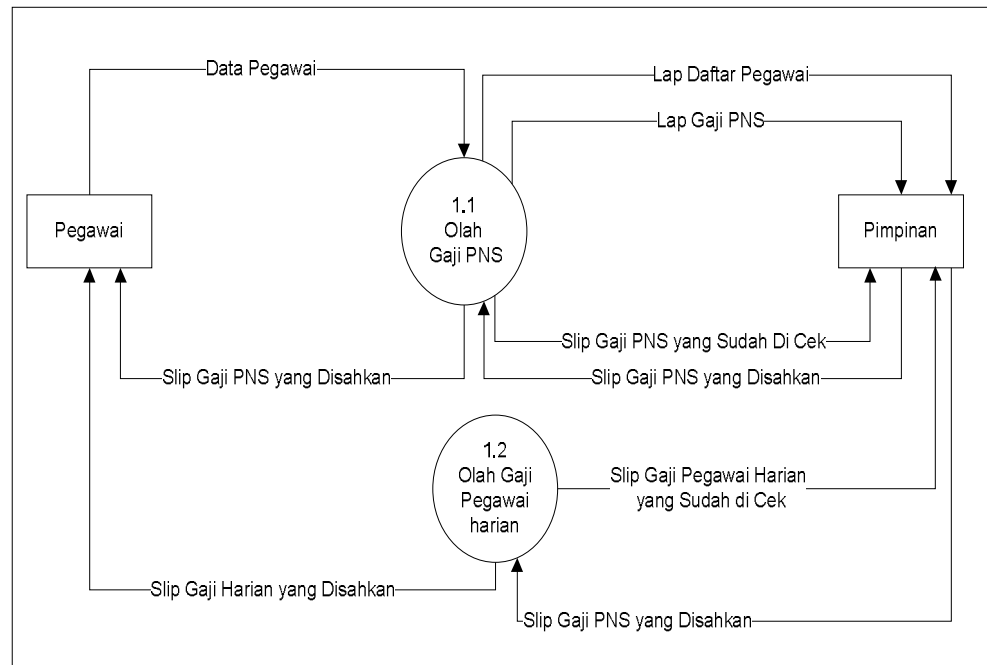 Data Pegawai
Lap Daftar Pegawai
Lap Gaji PNS
Pegawai
1.1
Olah
Gaji PNS
Pimpinan
Slip Gaji PNS yang Sudah Di Cek
Slip Gaji PNS yang Disahkan
Slip Gaji PNS yang Disahkan
1.2
Olah Gaji
Pegawai
harian
Slip Gaji Pegawai Harian
yang Sudah di Cek
Slip Gaji Harian yang Disahkan
Slip Gaji PNS yang Disahkan